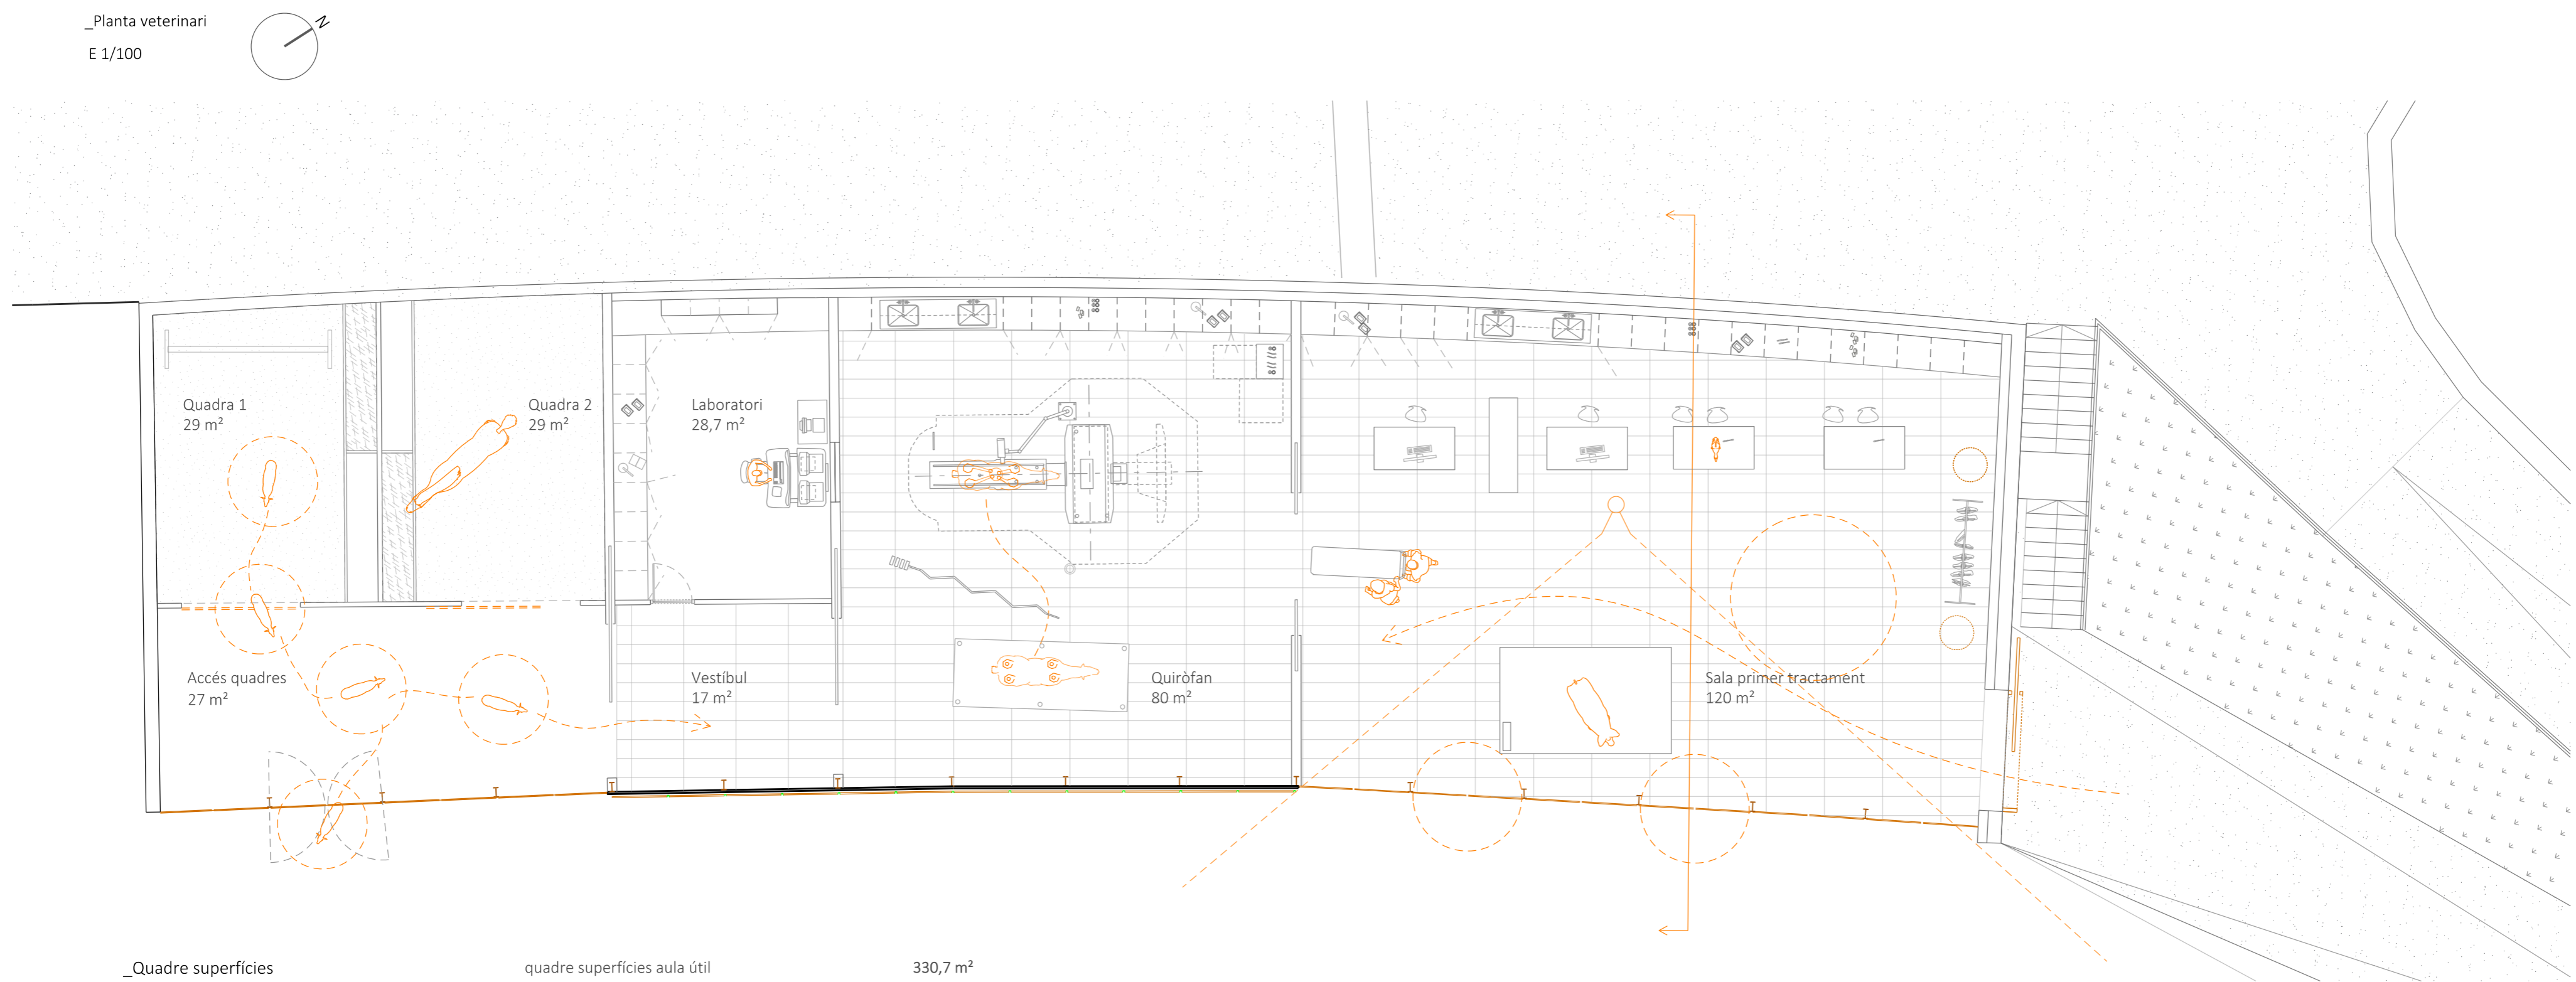 _Planta veterinari
N
E 1/100
Quadra 1
29 m²
Quadra 2
29 m²
Laboratori
28,7 m²
Accés quadres
27 m²
Vestíbul
17 m²
Quiròfan
80 m²
Sala primer tractament
120 m²
_Quadre superfícies
quadre superfícies aula útil
330,7 m²